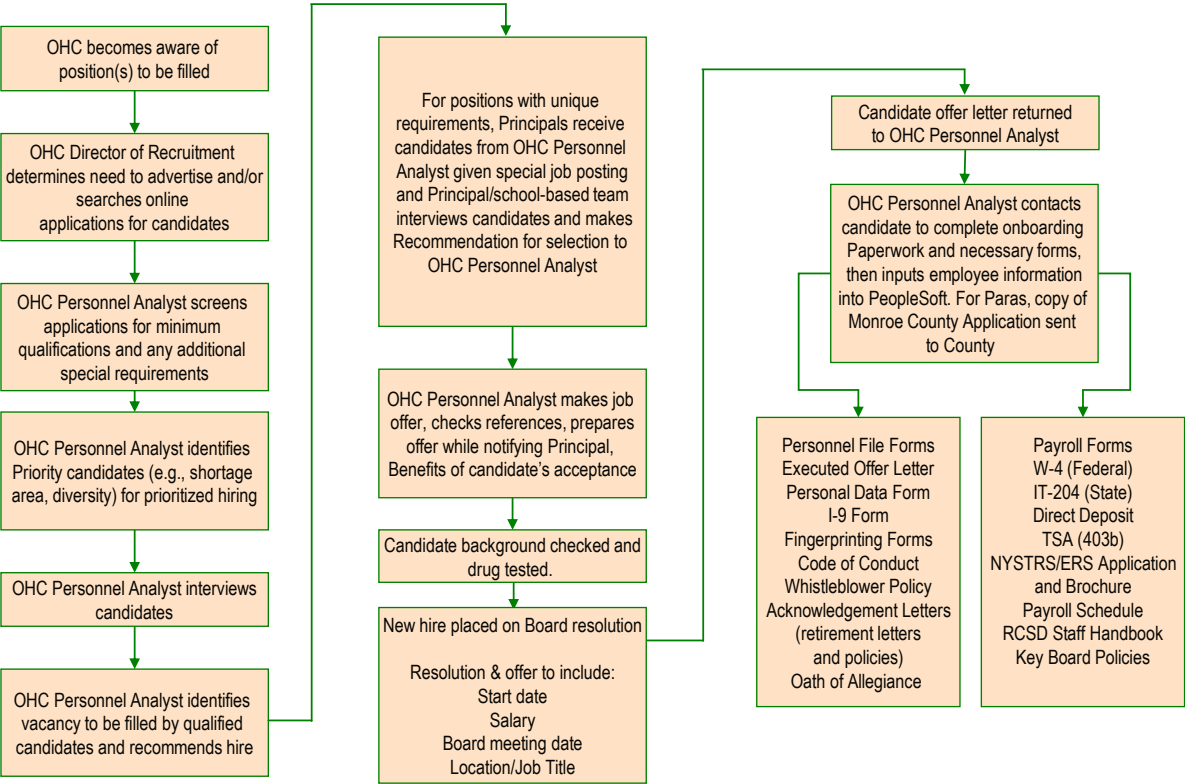 OHC becomes aware of
position(s) to be filled
OHC Director of Recruitment
determines need to advertise and/or
searches online
applications for candidates
OHC Personnel Analyst screens
applications for minimum
qualifications and any additional
special requirements
OHC Personnel Analyst identifies
Priority candidates (e.g., shortage
area, diversity) for prioritized hiring
OHC Personnel Analyst interviews
candidates
OHC Personnel Analyst identifies
vacancy to be filled by qualified
candidates and recommends hire
For positions with unique
requirements, Principals receive
candidates from OHC Personnel
Analyst given special job posting
and Principal/school-based team
interviews candidates and makes
Recommendation for selection to
OHC Personnel Analyst
OHC Personnel Analyst makes job
offer, checks references, prepares
offer while notifying Principal,
Benefits of candidate's acceptance
Candidate background checked and
drug tested.
New hire placed on Board resolution
Resolution & offer to include:
Start date
Salary
Board meeting date
Location/Job Title
Candidate offer letter returned
to OHC Personnel Analyst
OHC Personnel Analyst contacts
candidate to complete onboarding
Paperwork and necessary forms,
then inputs employee information
into PeopleSoft. For Paras, copy of
Monroe County Application sent
to County
Personnel File Forms
Executed Offer Letter
Personal Data Form
I-9 Form
Fingerprinting Forms
Code of Conduct
Whistleblower Policy
Acknowledgement Letters
(retirement letters
and policies)
Oath of Allegiance
Payroll Forms
W-4 (Federal)
IT-204 (State)
Direct Deposit
TSA (403b)
NYSTRS/ERS Application
and Brochure
Payroll Schedule
RCSD Staff Handbook
Key Board Policies